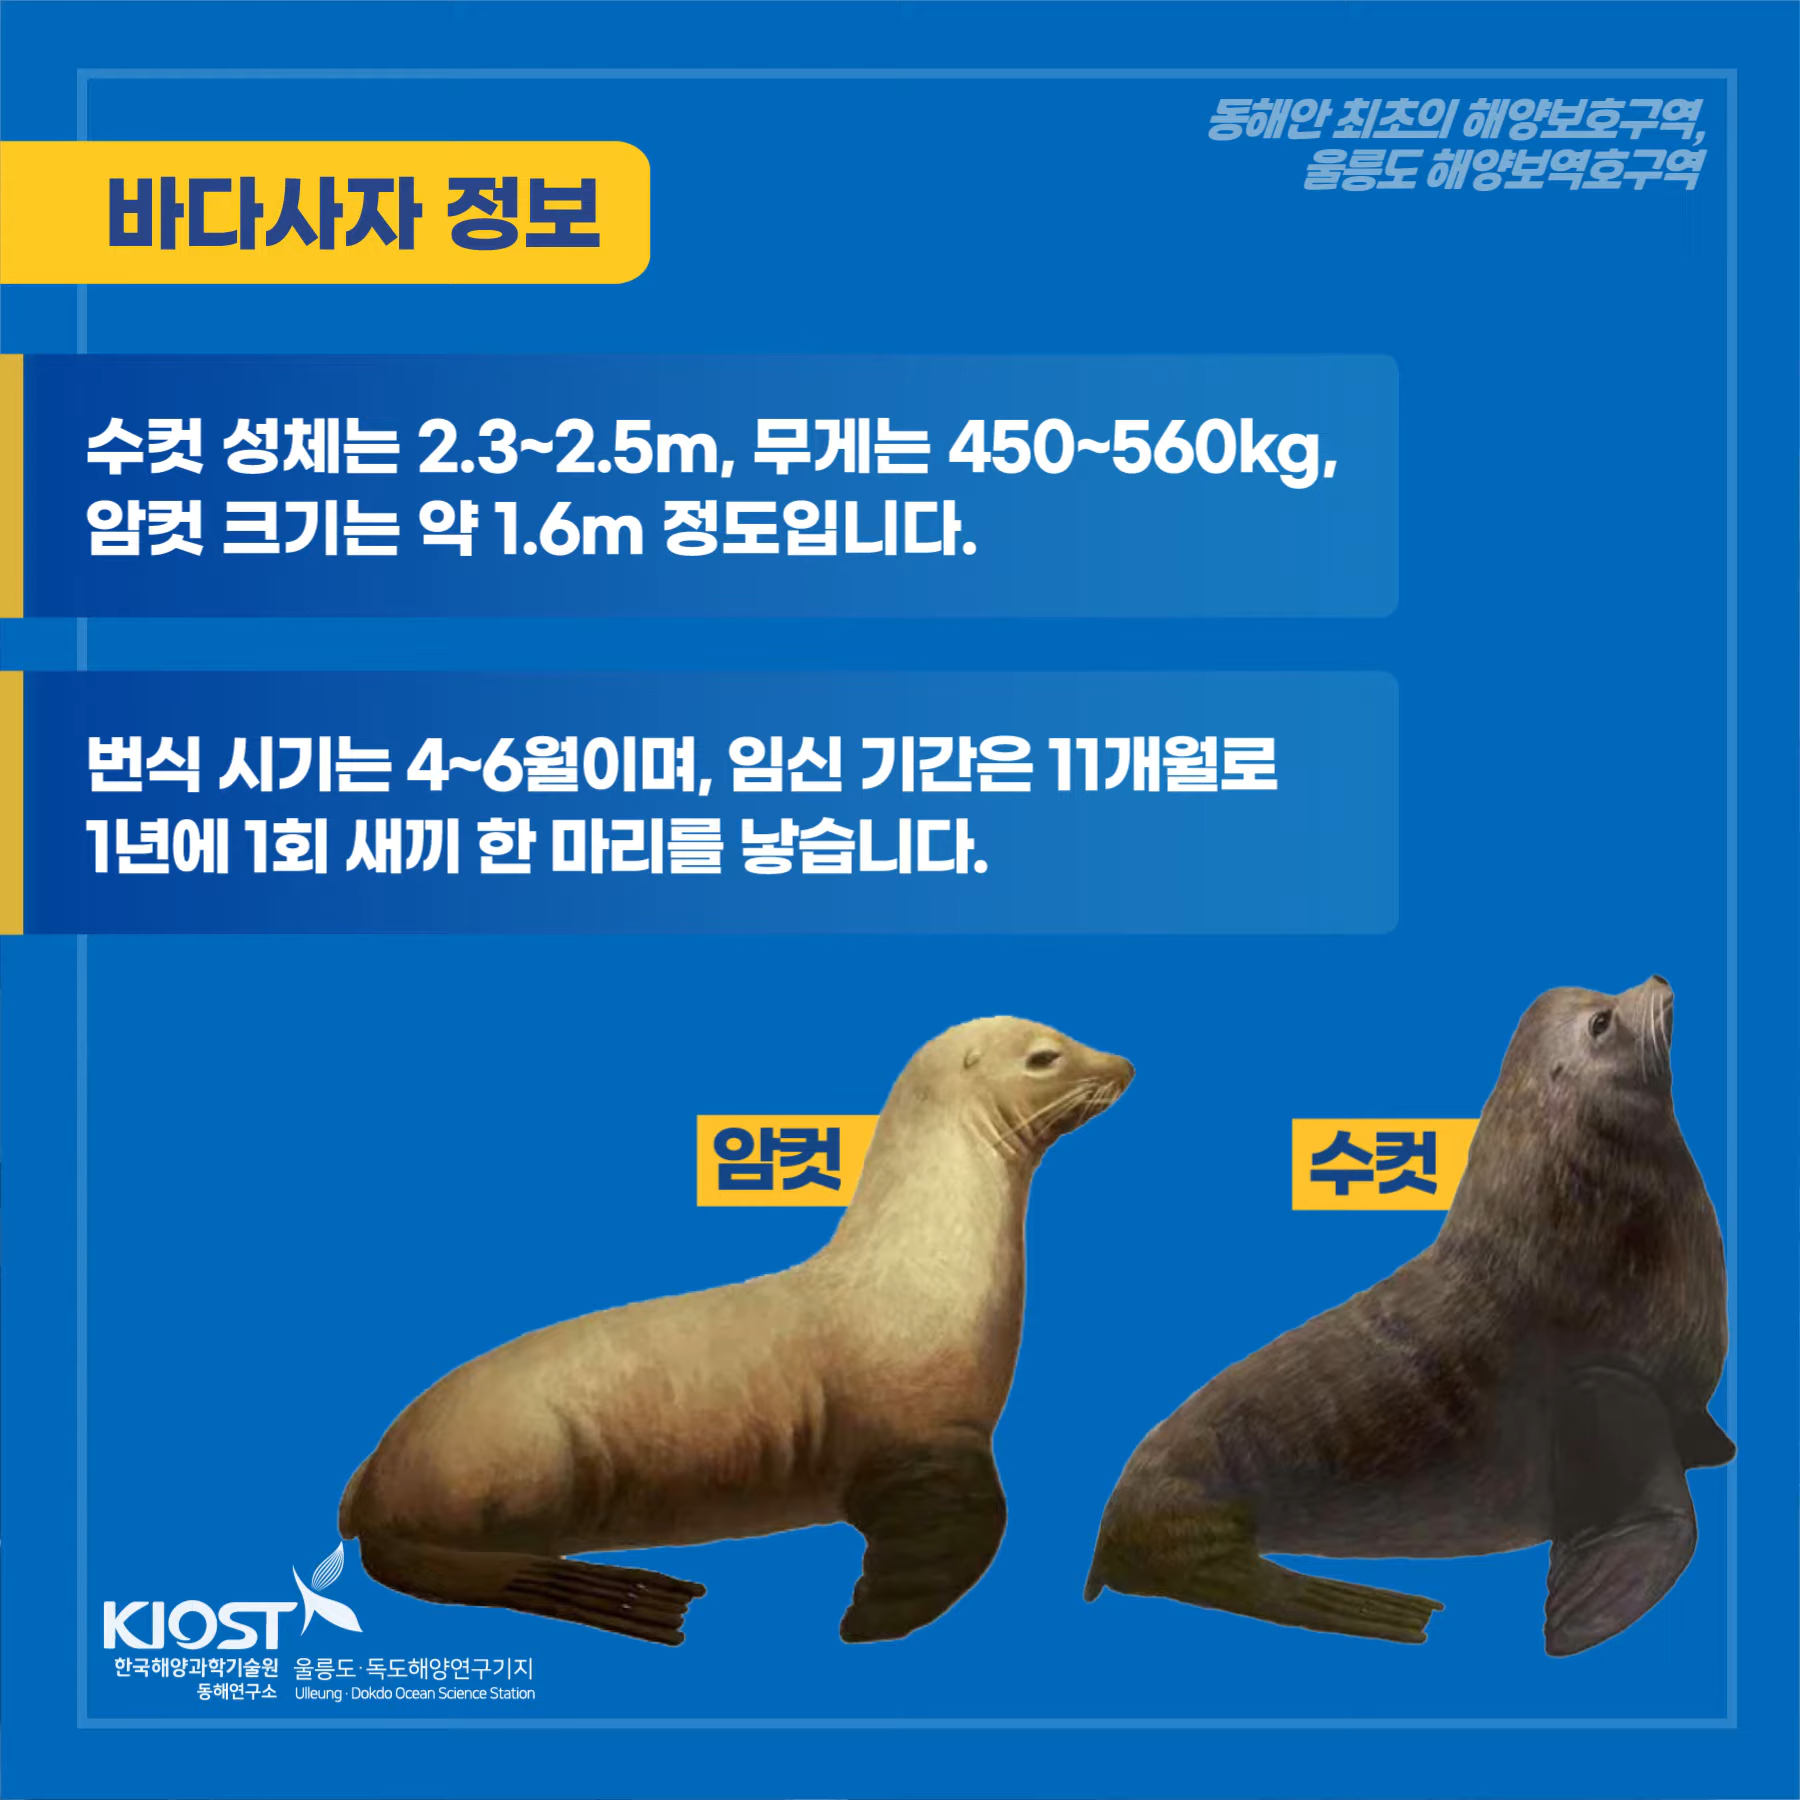 동해안 최초의 해양보호구역,
울릉도 해양보역호구역
바다사자 정보
수컷 성체는 2.3~2.5m, 무게는 450~560kg,
암컷 크기는 약 1.6m 정도입니다.
번식 시기는 4~6월이며, 임신 기간은 11개월로
1년에 1회 새끼 한 마리를 낳습니다.
암컷
수컷
KIOST
한국해양과학기술원 울릉도·독도해양연구기지
동해연구소 Ulleung · Dokdo Ocean Science Station